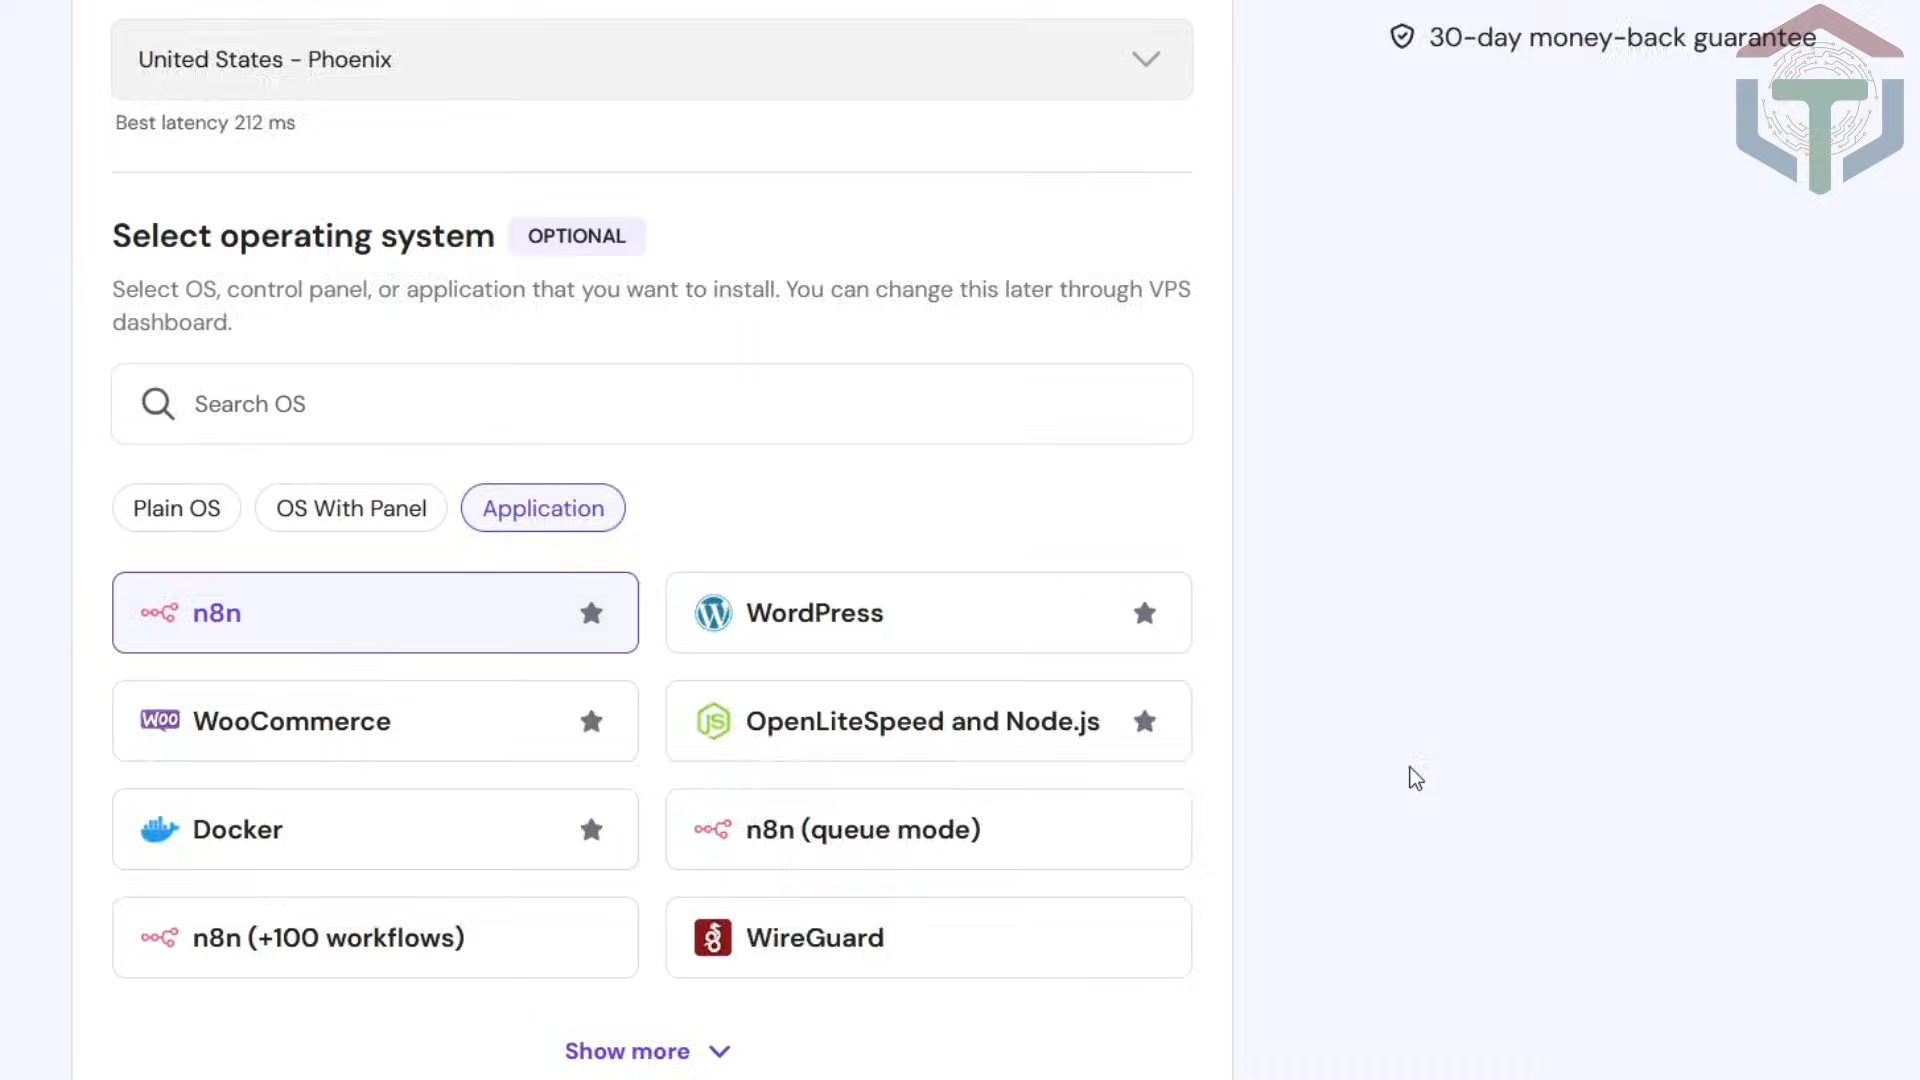 United States - Phoenix
30-day money-back guarantee
Best latency 212 ms
Select operating system OPTIONAL
Select OS, control panel, or application that you want to install. You can change this later through VPS
dashboard.
Search OS
Plain OS OS With Panel Application
n8n
WordPress
WOO WooCommerce
JS OpenLiteSpeed and Node.js
Docker
n8n (queue mode)
n8n (+100 workflows)
WireGuard
Show more